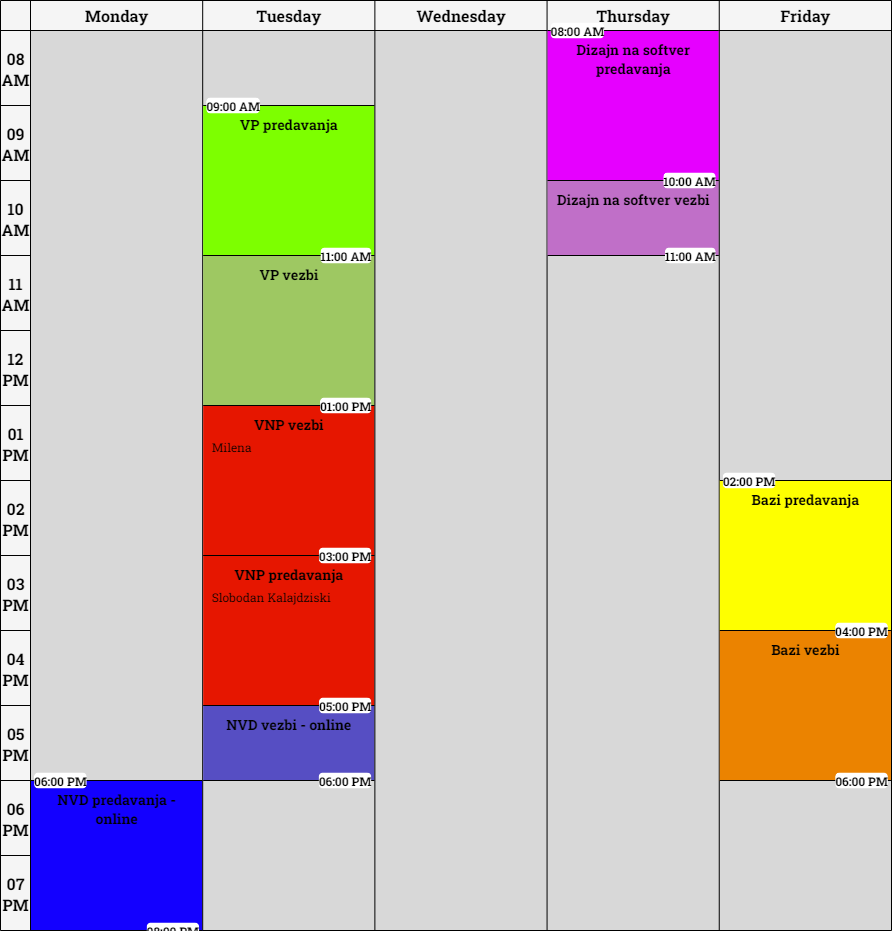 Monday
Tuesday
Wednesday
Thursday
Friday
08
AM
09
AM
10
AM
11
AM
12
PM
01
PM
02
PM
03
PM
04
PM
05
PM
06
PM
07
PM
06:00 PM
NVD predavanja -
online
08:00 PM
09:00 AM
VP predavanja
11:00 AM
VP vezbi
01:00 PM
VNP vezbi
Milena
03:00 PM
VNP predavanja
Slobodan Kalajdziski
05:00 PM
NVD vezbi - online
06:00 PM
08:00 AM
Dizajn na softver
predavanja
10:00 AM
Dizajn na softver vezbi
11:00 AM
02:00 PM
Bazi predavanja
04:00 PM
Bazi vezbi
06:00 PM